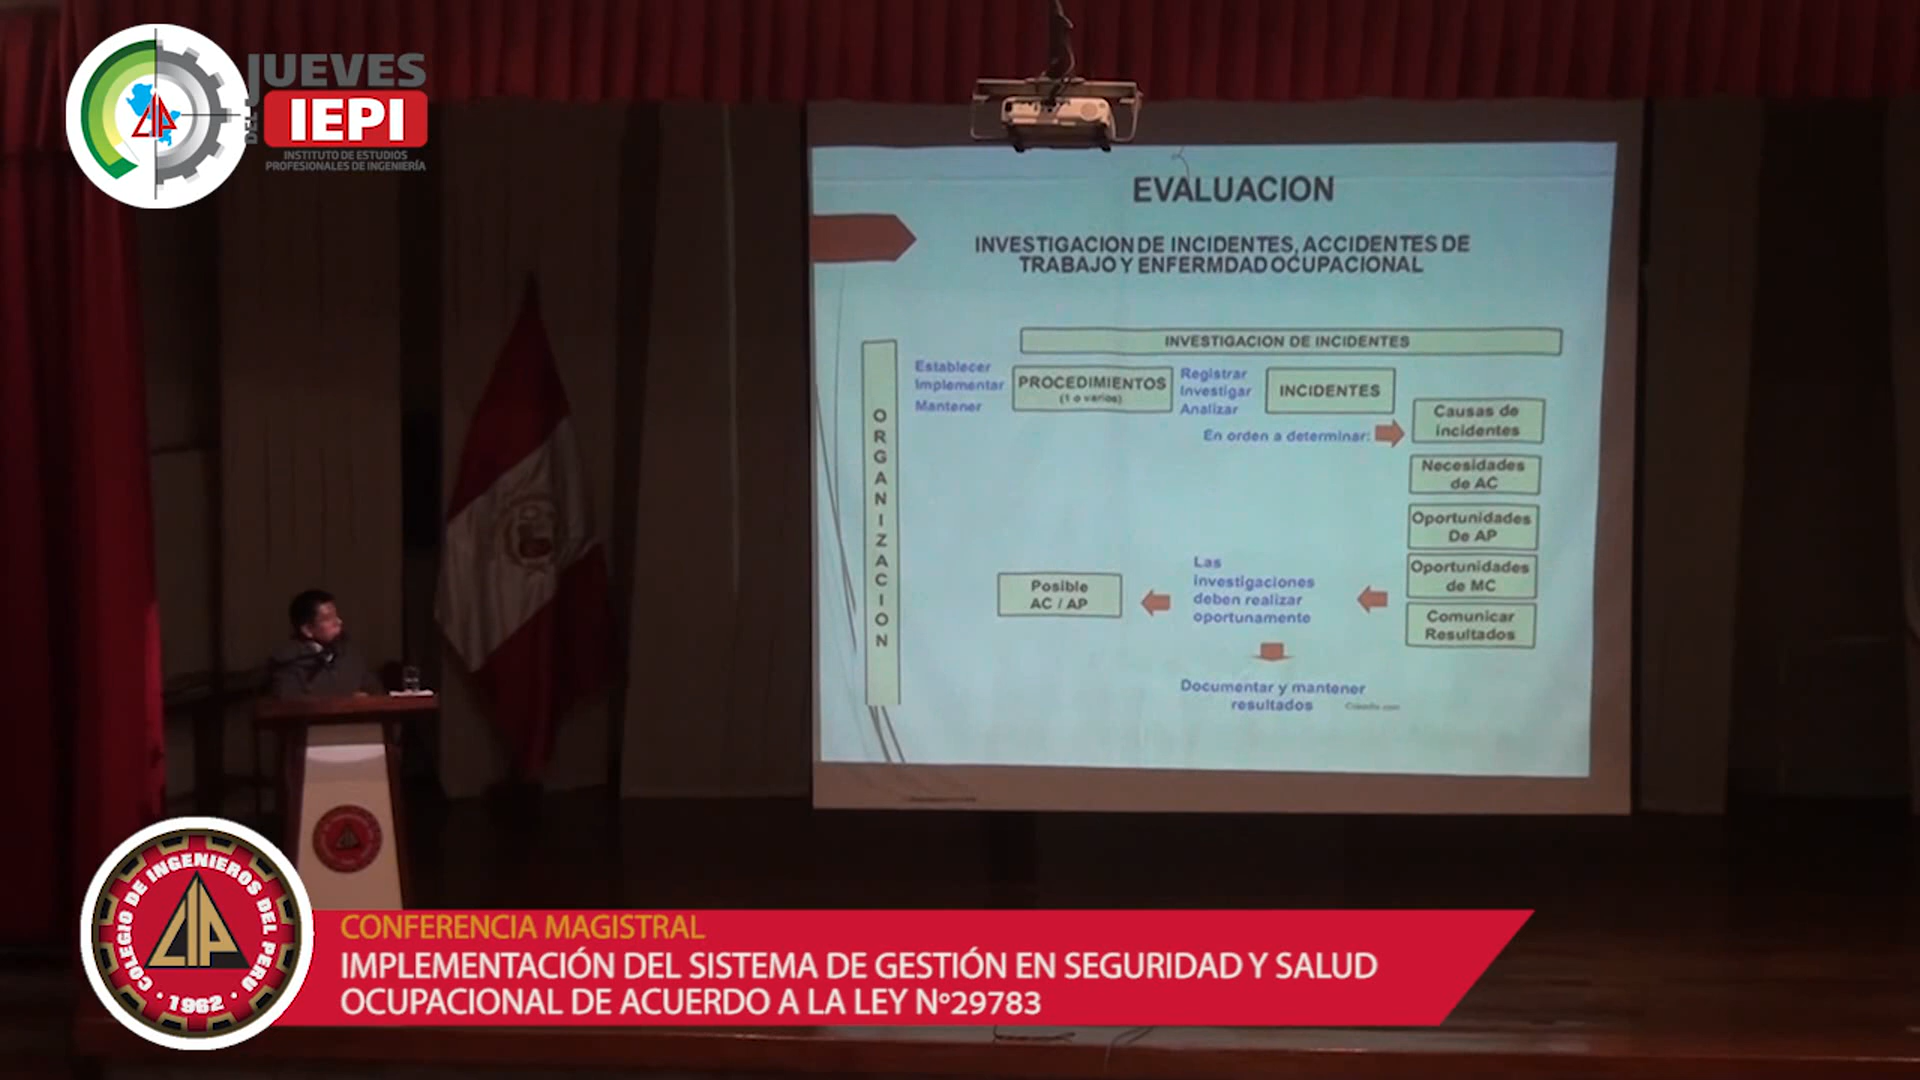 JUEVES
DEL
IEPI
INSTITUTO DE ESTUDIOS
PROFESIONALES DE INGENIERÍA
EVALUACION
INVESTIGACION DE INCIDENTES, ACCIDENTES DE
TRABAJO Y ENFERMDAD OCUPACIONAL
INVESTIGACION DE INCIDENTES
ORGANIZACION
Establecer
Implementar
Mantener
PROCEDIMIENTOS
(1 o varios)
Registrar
Investigar
Analizar
INCIDENTES
En orden a determinar:
Causas de
incidentes
Necesidades
de AC
Oportunidades
De AP
Oportunidades
de MC
Comunicar
Resultados
Las
investigaciones
deben realizar
oportunamente
Posible
AC / AP
Documentar y mantener
resultados
COLEGIO DE INGENIEROS DEL PERU
CIP
1962
CONFERENCIA MAGISTRAL
IMPLEMENTACIÓN DEL SISTEMA DE GESTIÓN EN SEGURIDAD Y SALUD
OCUPACIONAL DE ACUERDO A LA LEY N°29783